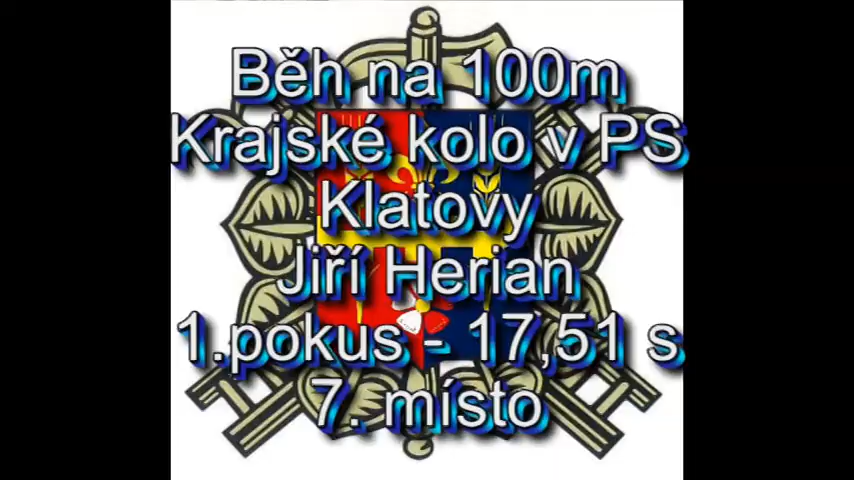 Běh na 100m
Krajské kolo v PS
Klatovy
Jiří Herian
1.pokus - 17,51 s
7. místo